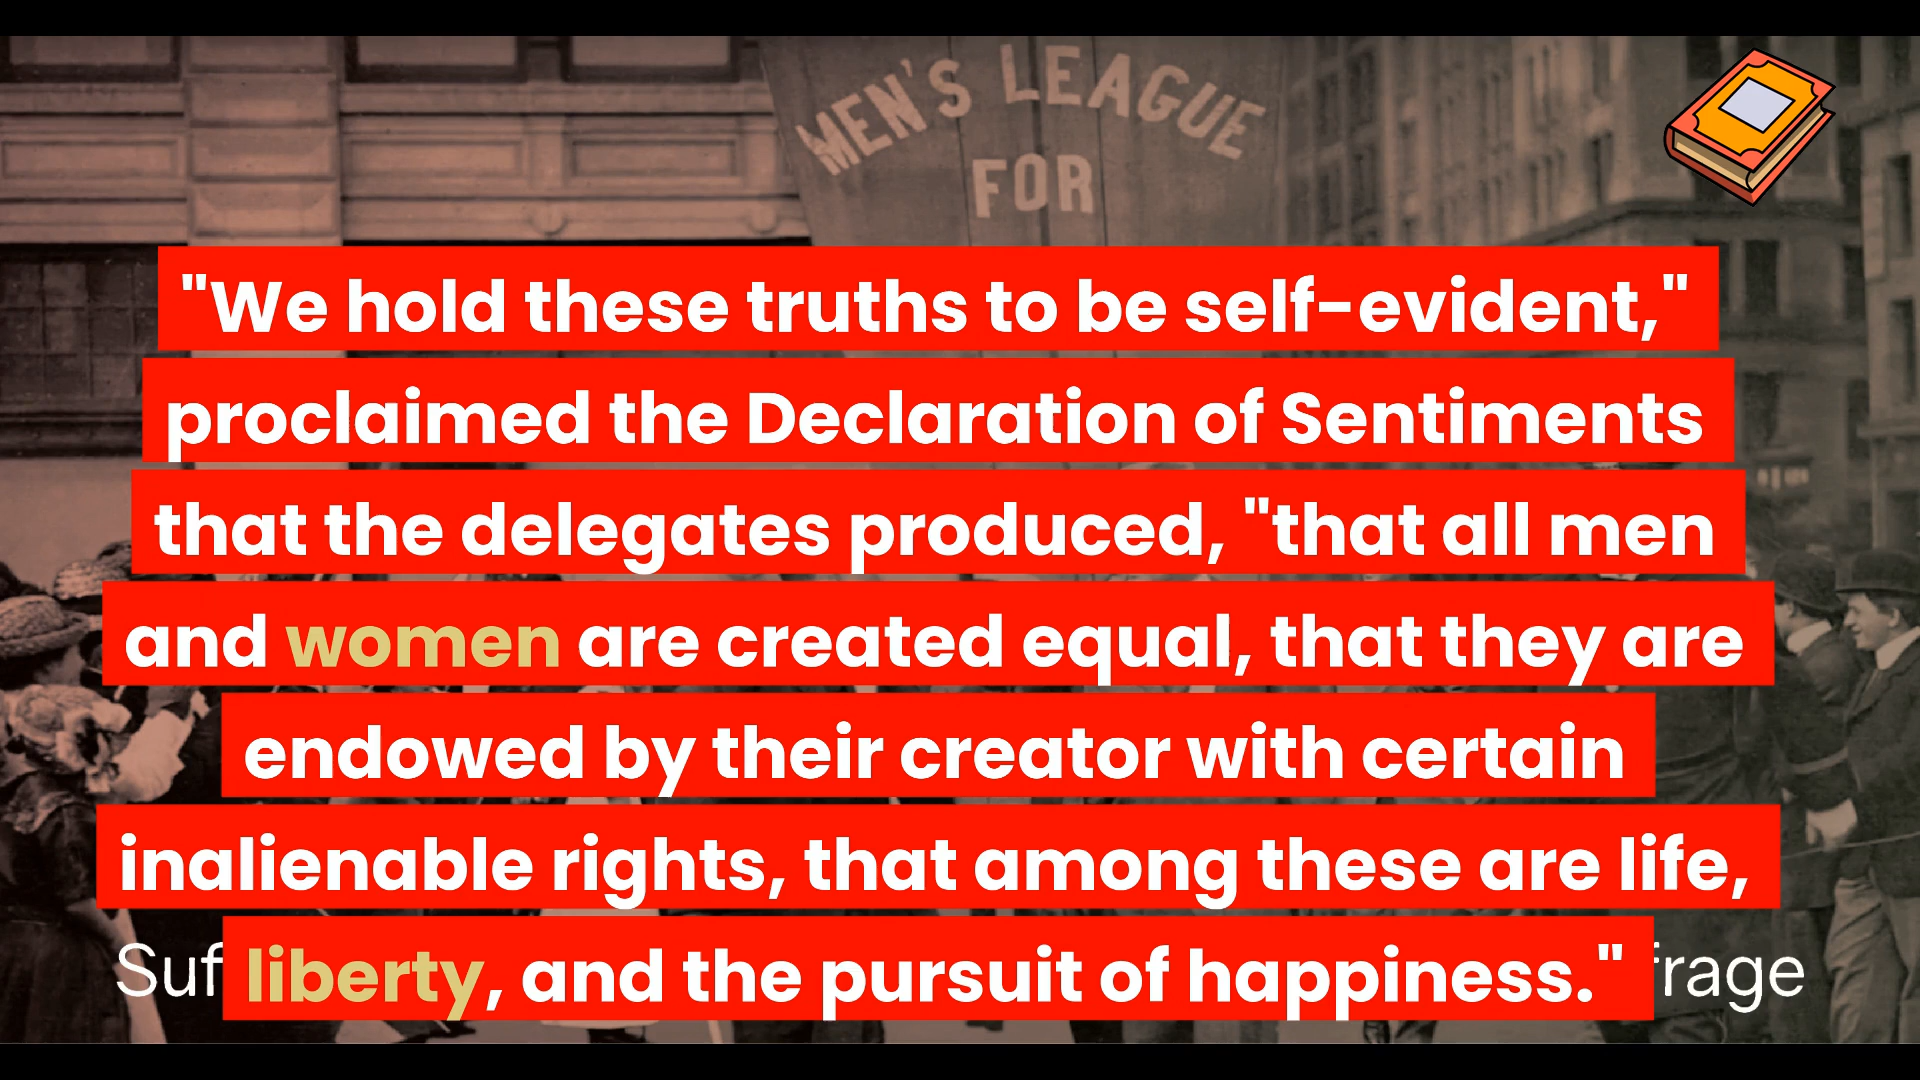 MEN'S LEAGUE
FOR
"We hold these truths to be self-evident,"
proclaimed the Declaration of Sentiments
that the delegates produced, "that all men
and women are created equal, that they are
endowed by their creator with certain
inalienable rights, that among these are life,
liberty, and the pursuit of happiness."